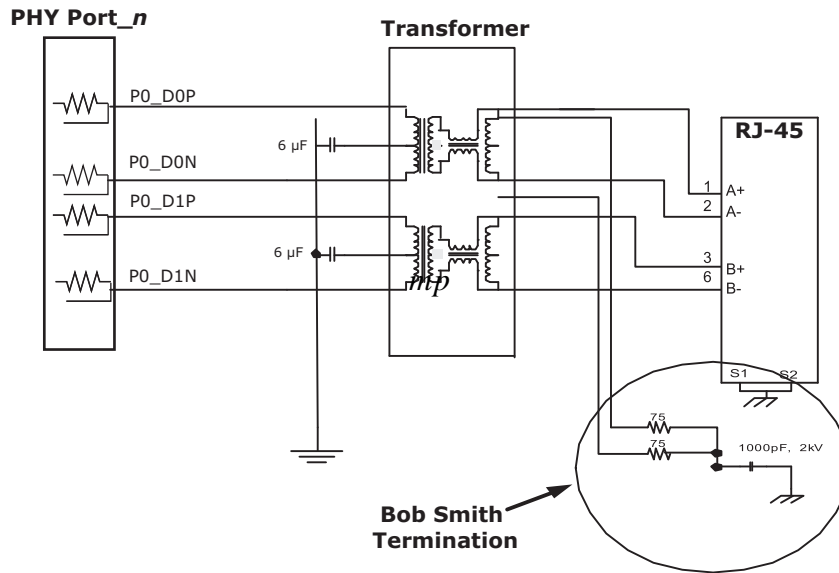 PHY Port_n
Transformer
P0_D0P
6 µF
P0_D0N
P0_D1P
6 µF
P0_D1N
mp
RJ-45
1 A+
2 A-
3 B+
6 B-
S1 S2
75
75
1000pF, 2kV
Bob Smith
Termination